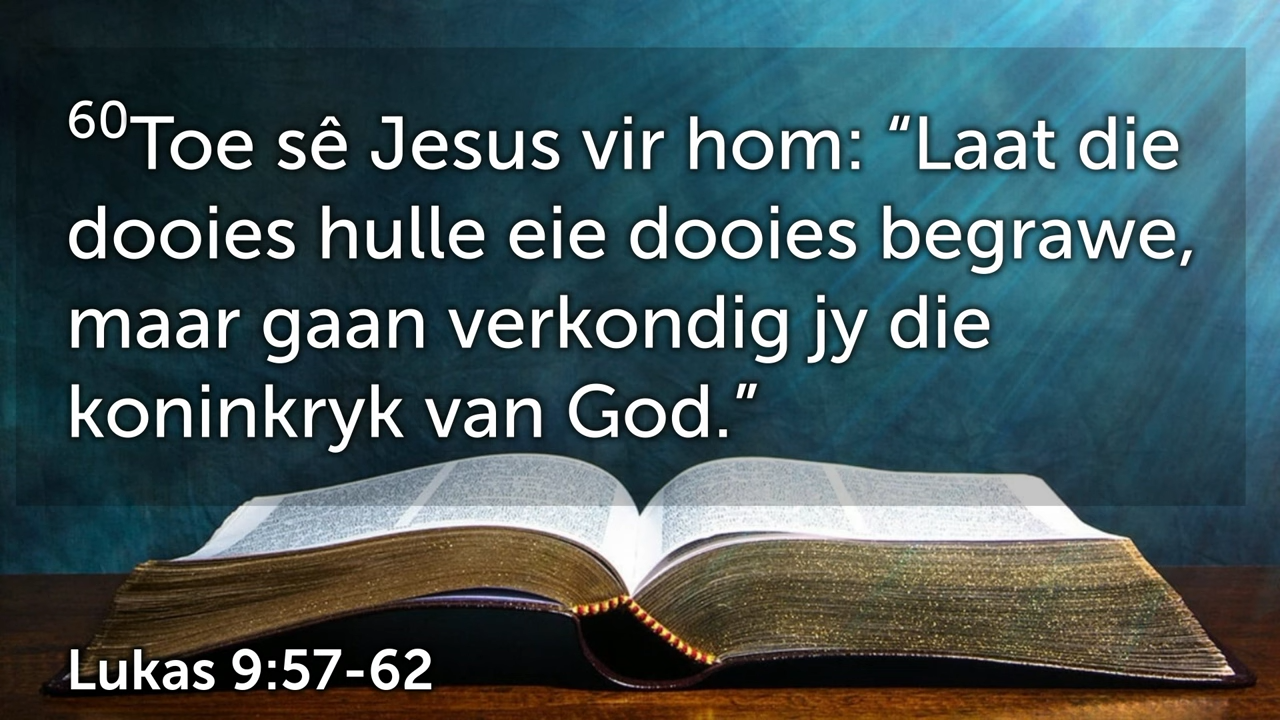 ⁶⁰Toe sê Jesus vir hom: “Laat die
dooies hulle eie dooies begrawe,
maar gaan verkondig jy die
koninkryk van God.”
Lukas 9:57-62